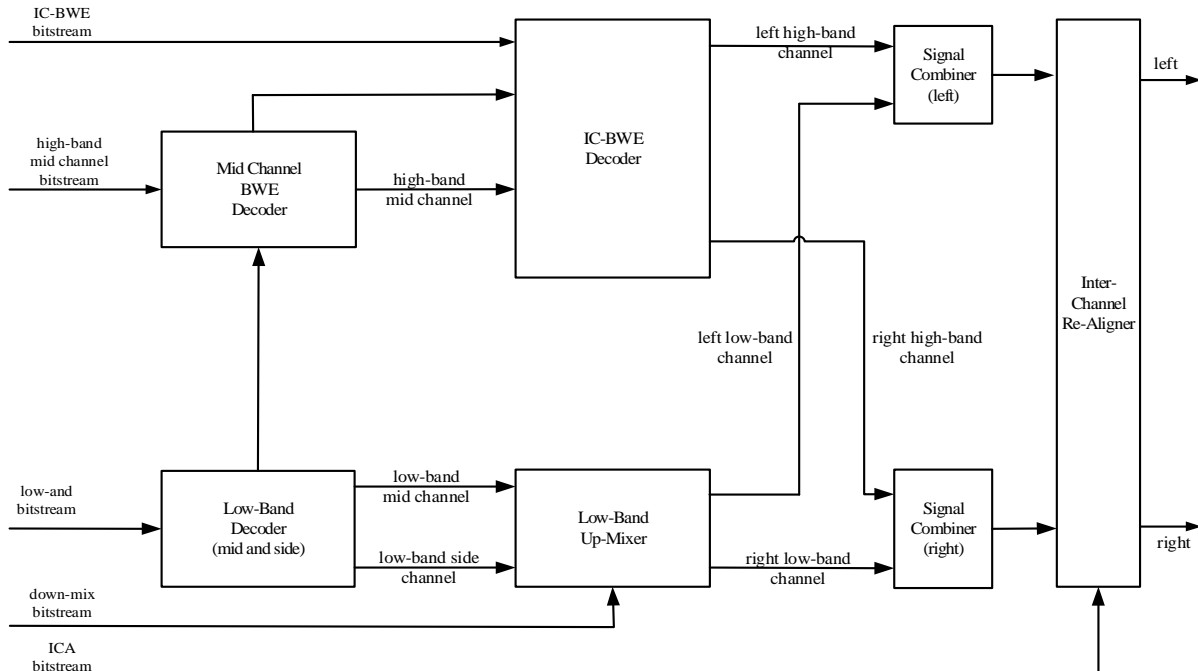 IC-BWE
bitstream
left high-band
channel
Signal
Combiner
(left)
left
high-band
mid channel
bitstream
Mid Channel
BWE
Decoder
high-band
mid channel
IC-BWE
Decoder
Inter-
Channel
Re-Aligner
left low-band
channel
right high-band
channel
low-and
bitstream
Low-Band
Decoder
(mid and side)
low-band
mid channel
low-band side
channel
Low-Band
Up-Mixer
right low-band
channel
Signal
Combiner
(right)
right
down-mix
bitstream
ICA
bitstream